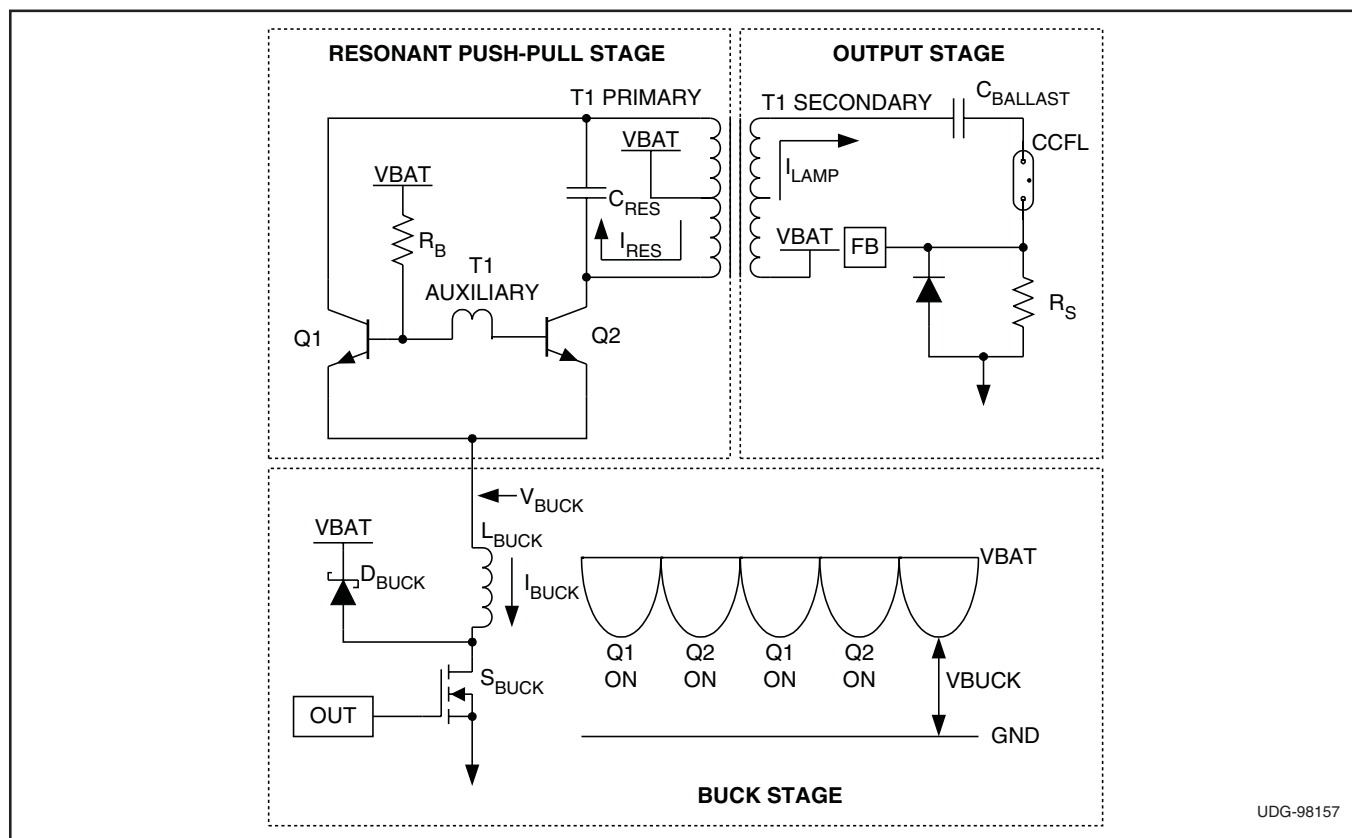 RESONANT PUSH-PULL STAGE
OUTPUT STAGE
T1 PRIMARY
T1 SECONDARY
CBALLAST
VBAT
VBAT
CCFL
ILAMP
CRES
RB
IRES
VBAT
FB
T1
AUXILIARY
RS
Q1
Q2
VBUCK
VBAT
LBUCK
VBAT
DBUCK
IBUCK
Q1
ON
Q2
ON
Q1
ON
Q2
ON
VBUCK
SBUCK
OUT
GND
BUCK STAGE
UDG-98157